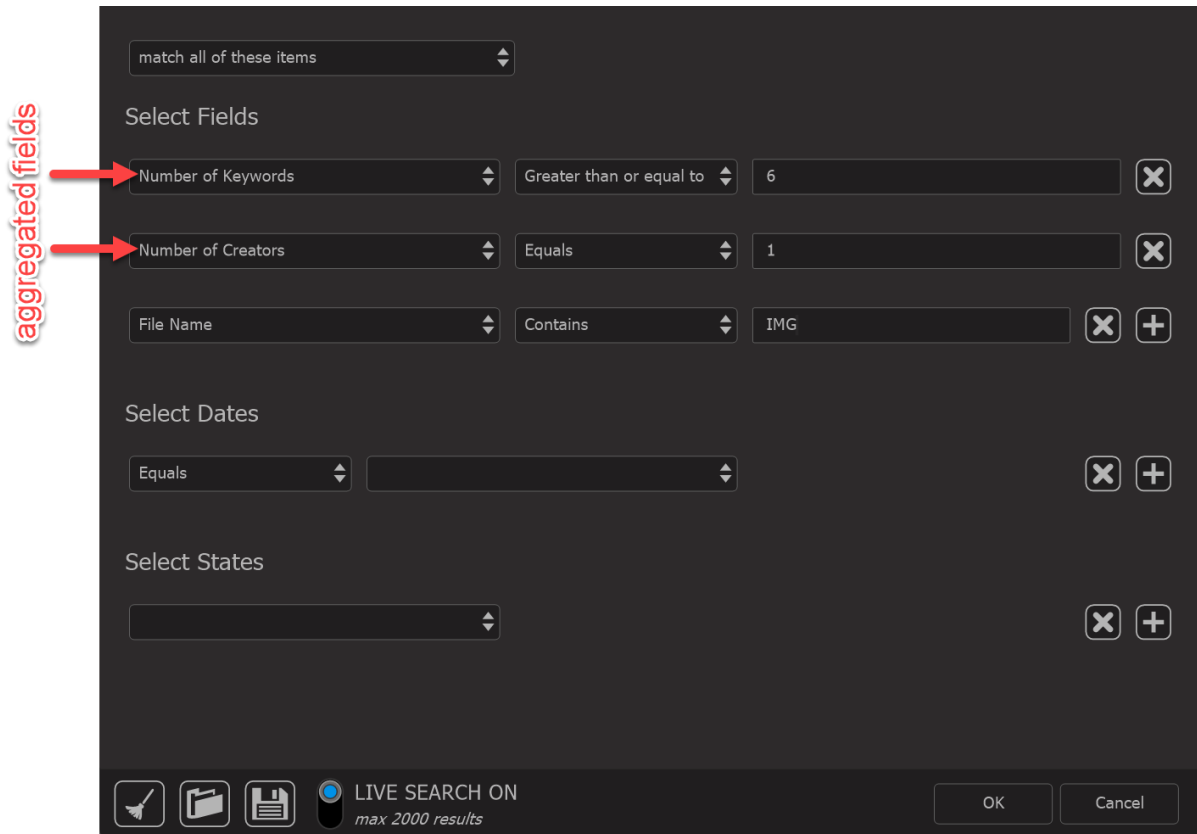 match all of these items
Select Fields
aggregated fields
Number of Keywords Greater than or equal to 6
Number of Creators Equals 1
File Name Contains IMG
Select Dates
Equals
Select States
LIVE SEARCH ON
max 2000 results
OK Cancel